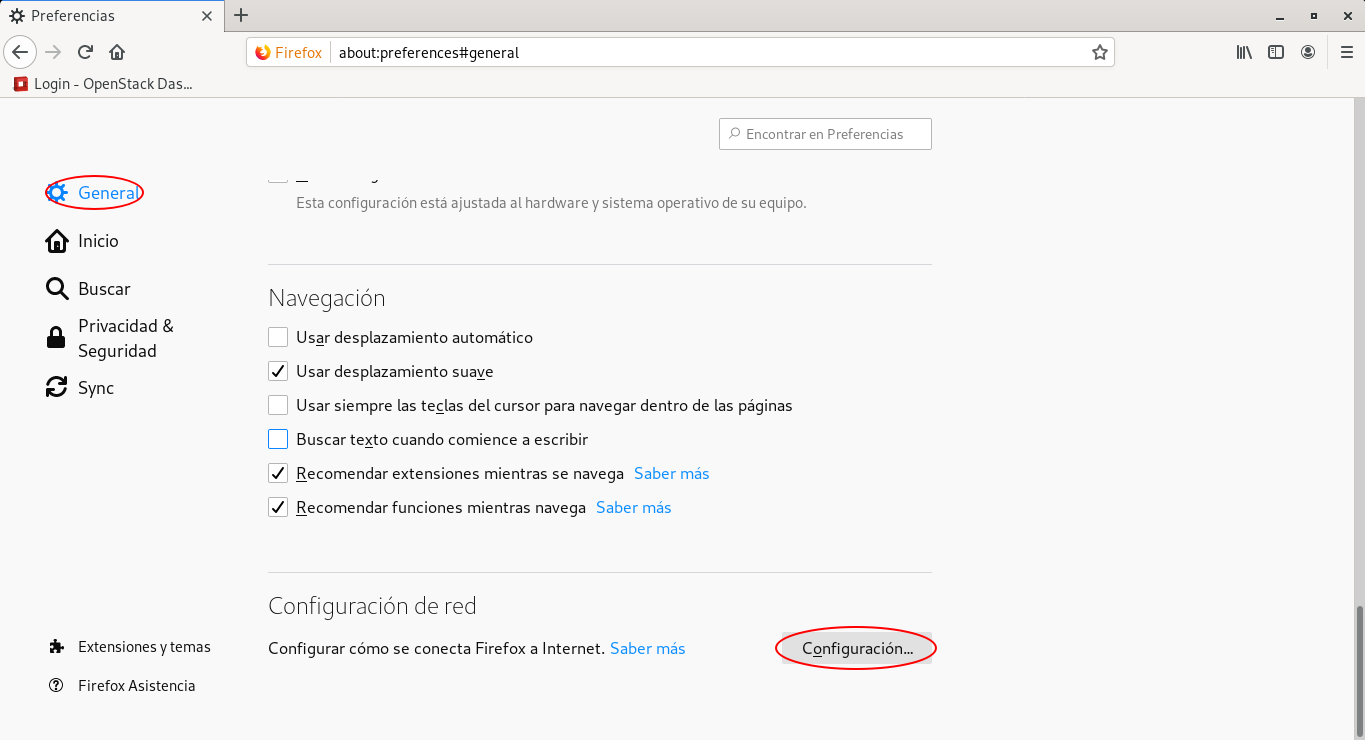 Preferencias
Firefox
about:preferences#general
Login - OpenStack Das...
Encontrar en Preferencias
General
Inicio
Buscar
Privacidad &
Seguridad
Sync
Extensiones y temas
Firefox Asistencia
Esta configuración está ajustada al hardware y sistema operativo de su equipo.
Navegación
Usar desplazamiento automático
Usar desplazamiento suave
Usar siempre las teclas del cursor para navegar dentro de las páginas
Buscar texto cuando comience a escribir
Recomendar extensiones mientras se navega Saber más
Recomendar funciones mientras navega Saber más
Configuración de red
Configurar cómo se conecta Firefox a Internet. Saber más
Configuración...